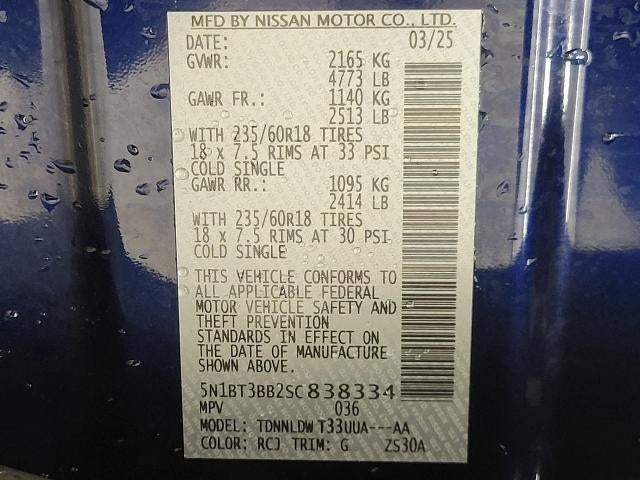 MFD BY NISSAN MOTOR CO., LTD.
DATE: 03/25
GVWR: 2165 KG
4773 LB
GAWR FR.: 1140 KG
2513 LB
WITH 235/60R18 TIRES
18 x 7.5 RIMS AT 33 PSI
COLD SINGLE
GAWR RR.: 1095 KG
2414 LB
WITH 235/60R18 TIRES
18 x 7.5 RIMS AT 30 PSI
COLD SINGLE
THIS VEHICLE CONFORMS TO
ALL APPLICABLE FEDERAL
MOTOR VEHICLE SAFETY AND
THEFT PREVENTION
STANDARDS IN EFFECT ON
THE DATE OF MANUFACTURE
SHOWN ABOVE.
5N1BT3BB2SC838334
MPV 036
MODEL: TDNNLDWT33UUA---AA
COLOR: RCJ TRIM: G ZS30A